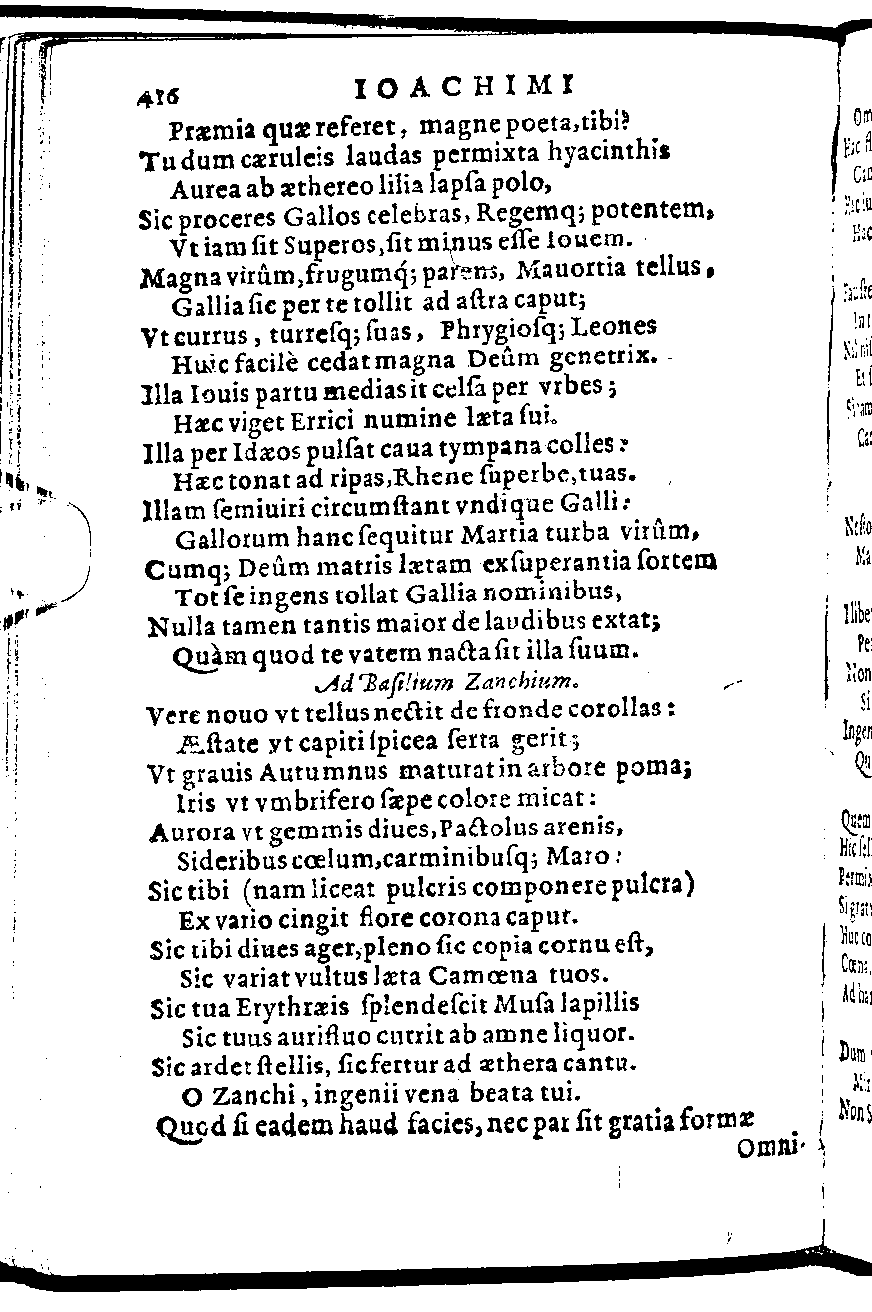 416 IOACHIMI
Præmia quæ referet, magne poeta, tibi?
Tu dum cæruleis laudas permixta hyacinthis
Aurea ab æthereo lilia lapſa polo,
Sic proceres Gallos celebras, Regemq; potentem,
Vt iam ſit Superos, ſit minus eſſe Iouem.
Magna virûm, frugumq́; parens, Mauortia tellus,
Gallia ſic per te tollit ad aſtra caput;
Vt currus, turreſq; ſuas, Phrygioſq; Leones
Huic facilè cedat magna Deûm genetrix.
Illa Iouis partu medias it celſa per vrbes;
Hæc viget Errici numine læta ſui.
Illa per Idæos pulſat caua tympana colles:
Hæc tonat ad ripas, Rhene ſuperbe, tuas.
Illam ſemiuiri circumſtant vndique Galli:
Gallorum hanc ſequitur Martia turba virûm,
Cumq; Deûm matris lætam exſuperantia ſortem
Tot ſe ingens tollat Gallia nominibus,
Nulla tamen tantis maior de laudibus extat;
Quàm quod te vatem nacta ſit illa ſuum.
Ad Baſilium Zanchium.
Vere nouo vt tellus nectit de fronde corollas:
Æſtate vt capiti ſpicea ſerta gerit;
Vt grauis Autumnus maturat in arbore poma;
Iris vt vmbrifero ſæpe colore micat:
Aurora vt gemmis diues, Pactolus arenis,
Sideribus cœlum, carminibuſq; Maro:
Sic tibi (nam liceat pulcris componere pulcra)
Ex vario cingit flore corona caput.
Sic tibi diues ager, pleno ſic copia cornu eſt,
Sic variat vultus læta Camœna tuos.
Sic tua Erythræis ſplendeſcit Muſa lapillis
Sic tuus aurifluo currit ab amne liquor.
Sic ardet ſtellis, ſic fertur ad æthera cantu.
O Zanchi, ingenii vena beata tui.
Quod ſi eadem haud facies, nec par ſit gratia formæ
Omni-